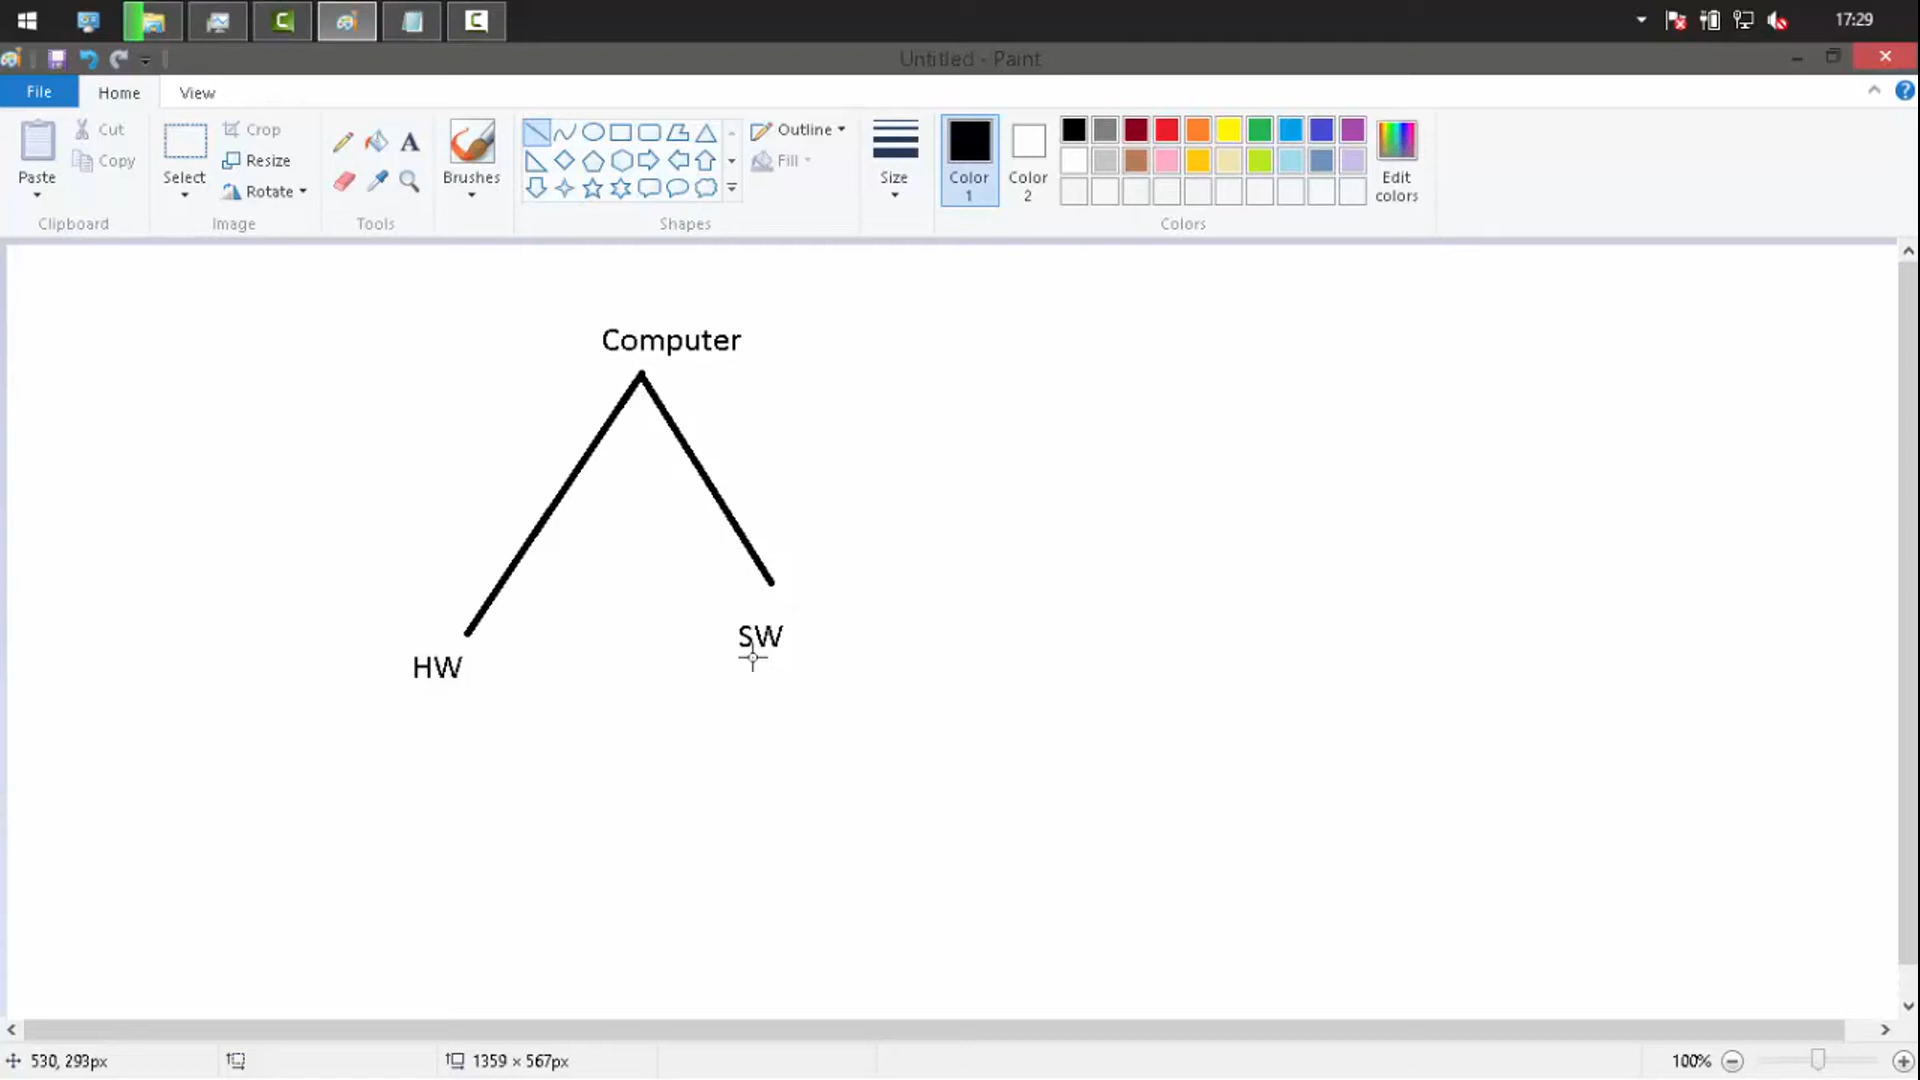 17:29
Untitled - Paint
File Home View
Cut
Copy
Paste
Clipboard
Crop
Resize
Rotate
Select
Image
A
Tools
Brushes
Outline
Fill
Shapes
Size
Color 1
Color 2
Edit colors
Colors
Computer
HW
SW
530, 293px
1359 × 567px
100%